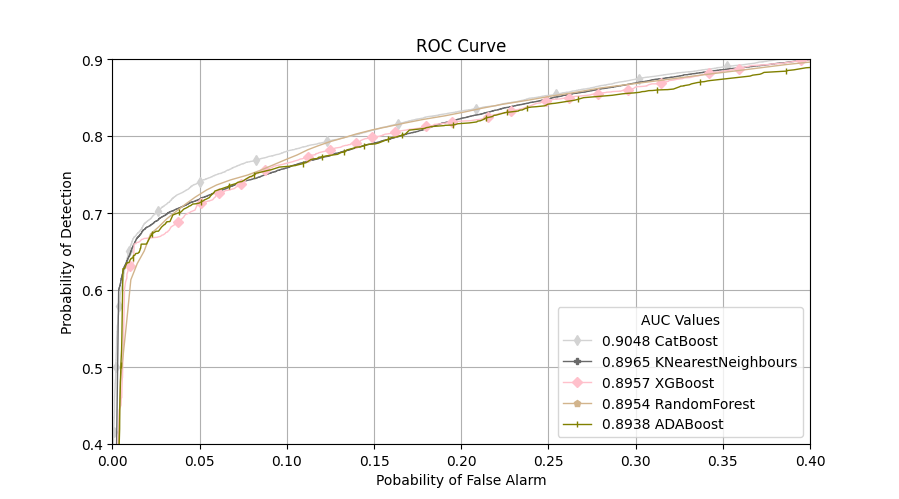 ROC Curve
Probability of Detection
0.9
0.8
0.7
0.6
0.5
0.4
0.00 0.05 0.10 0.15 0.20 0.25 0.30 0.35 0.40
Pobability of False Alarm
AUC Values
0.9048 CatBoost
0.8965 KNearestNeighbours
0.8957 XGBoost
0.8954 RandomForest
0.8938 ADABoost